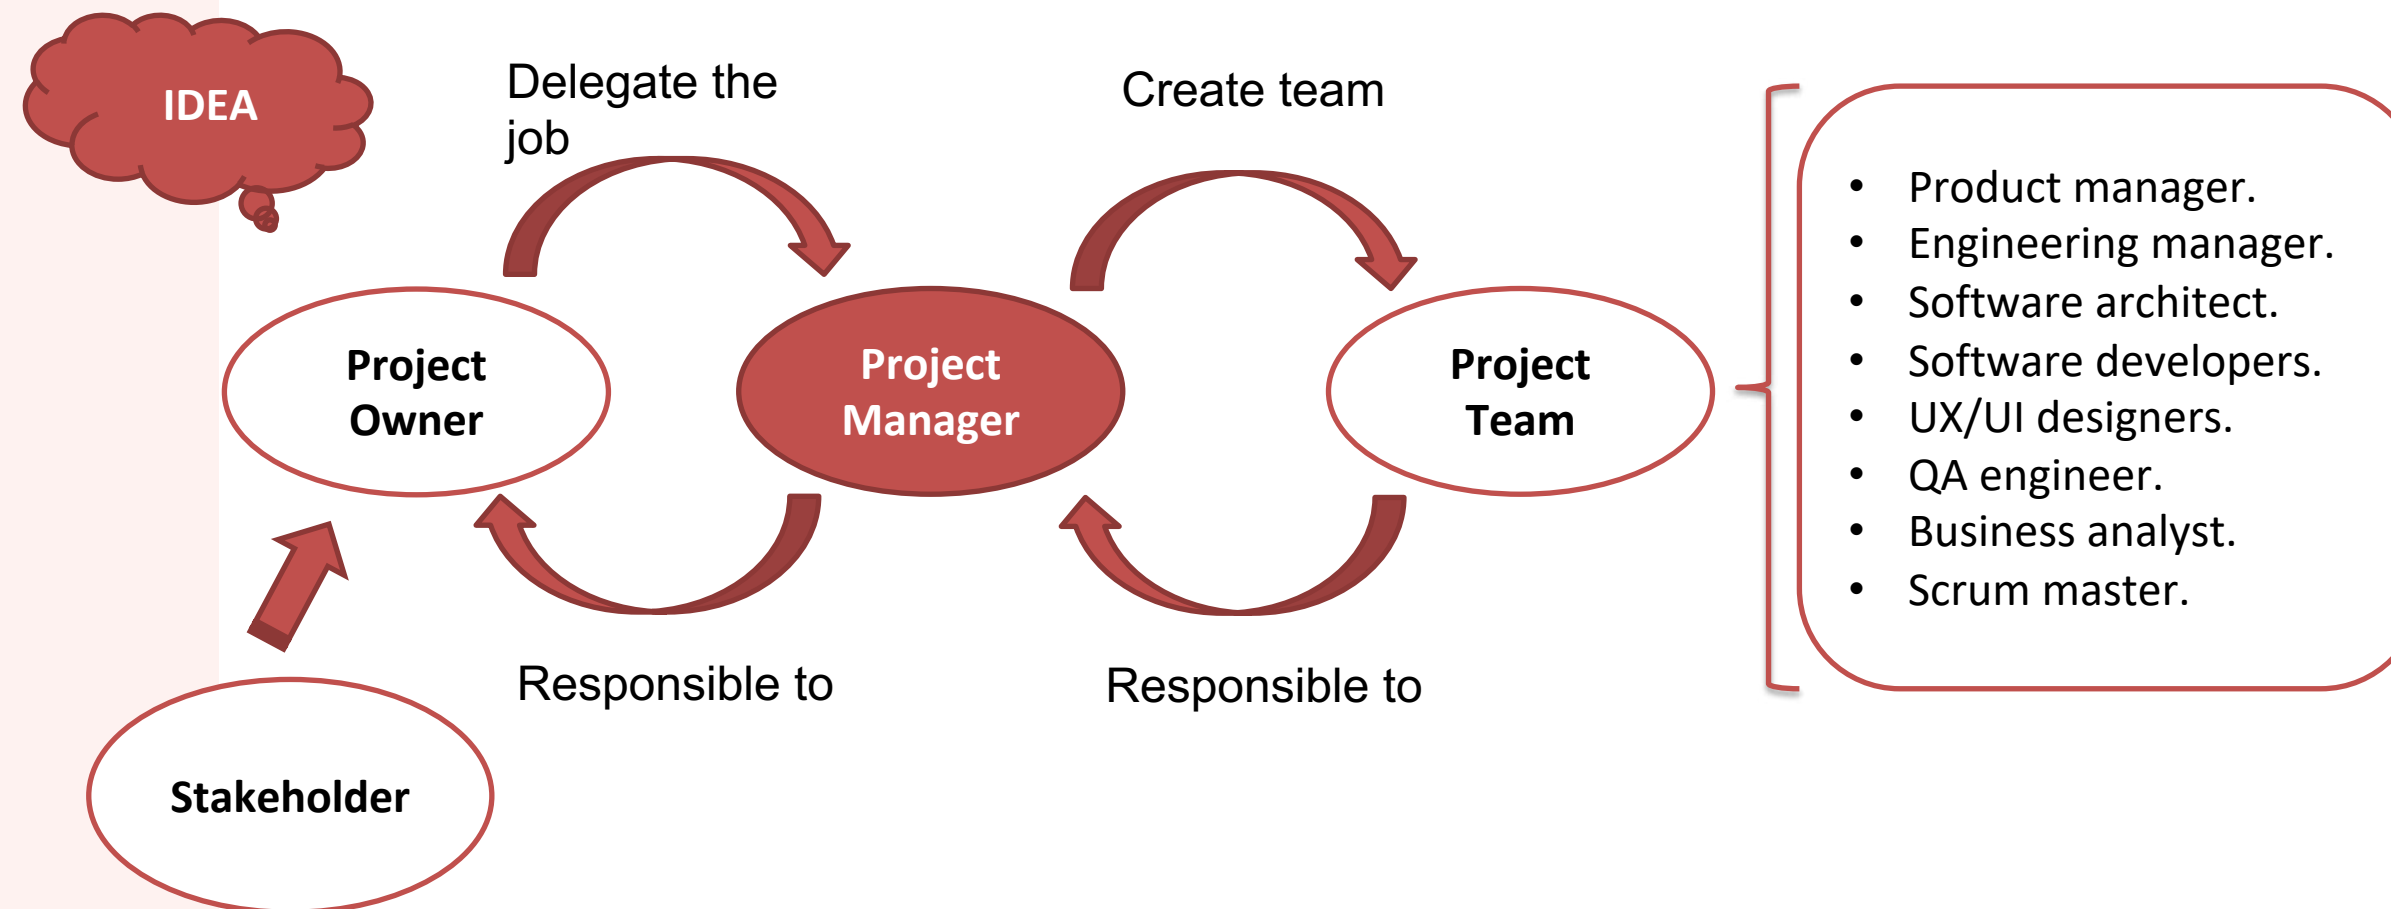 IDEA
Delegate the
job
Create team
Project
Owner
Project
Manager
Project
Team
• Product manager.
• Engineering manager.
• Software architect.
• Software developers.
• UX/UI designers.
• QA engineer.
• Business analyst.
• Scrum master.
Responsible to
Responsible to
Stakeholder